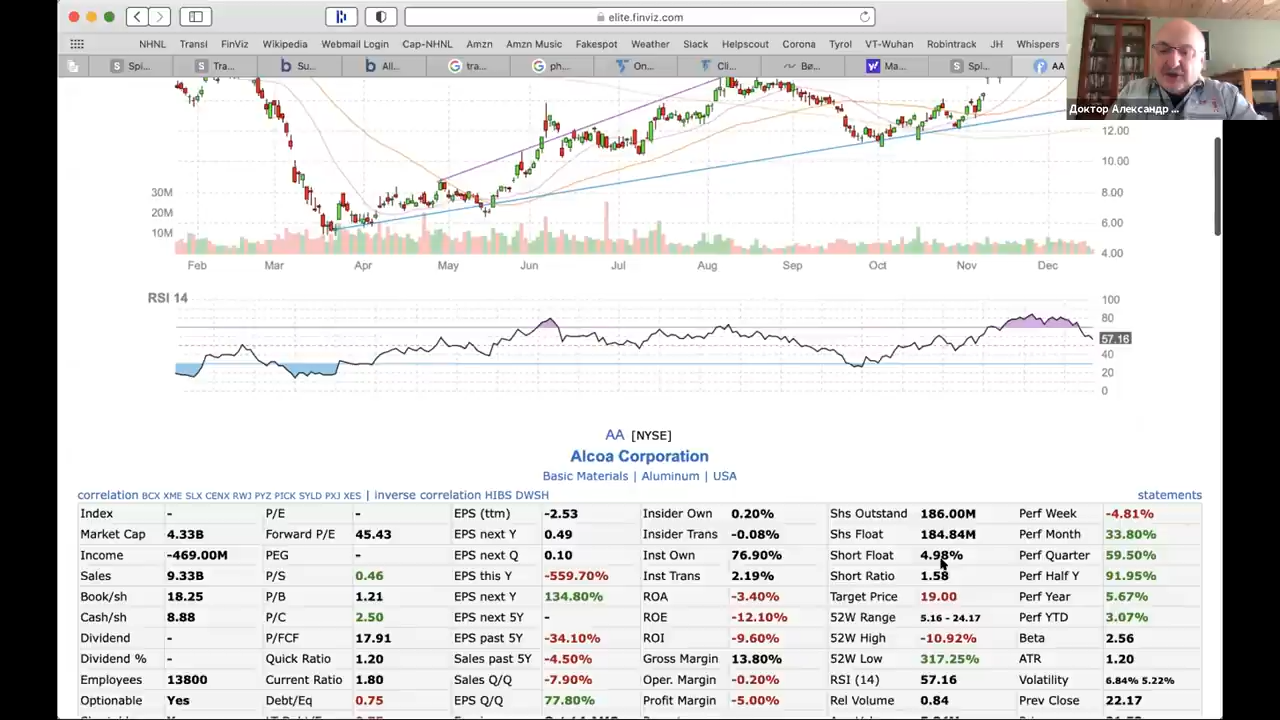 elite.finviz.com
NHNL Transl FinViz Wikipedia Webmail Login Cap-NHNL Amzn Amzn Music Fakespot Weather Slack Helpscout Corona Tyrol VT-Wuhan Robintrack JH Whispers
S Spi... S Tra... b Su... b All... G tra... G ph... On... Cli... Bø... Ma... S Spi... AA
Доктор Александр ...
12.00
10.00
30M 8.00
20M
10M 6.00
4.00
Feb Mar Apr May Jun Jul Aug Sep Oct Nov Dec
RSI 14
100
80
57.16
40
20
0
AA [NYSE]
Alcoa Corporation
Basic Materials | Aluminum | USA
correlation BCX XME SLX CENX RWJ PYZ PICK SYLD PXJ XES | inverse correlation HIBS DWSH statements
Index - P/E - EPS (ttm) -2.53 Insider Own 0.20% Shs Outstand 186.00M Perf Week -4.81%
Market Cap 4.33B Forward P/E 45.43 EPS next Y 0.49 Insider Trans -0.08% Shs Float 184.84M Perf Month 33.80%
Income -469.00M PEG - EPS next Q 0.10 Inst Own 76.90% Short Float 4.98% Perf Quarter 59.50%
Sales 9.33B P/S 0.46 EPS this Y -559.70% Inst Trans 2.19% Short Ratio 1.58 Perf Half Y 91.95%
Book/sh 18.25 P/B 1.21 EPS next Y 134.80% ROA -3.40% Target Price 19.00 Perf Year 5.67%
Cash/sh 8.88 P/C 2.50 EPS next 5Y - ROE -12.10% 52W Range 5.16 - 24.17 Perf YTD 3.07%
Dividend - P/FCF 17.91 EPS past 5Y -34.10% ROI -9.60% 52W High -10.92% Beta 2.56
Dividend % - Quick Ratio 1.20 Sales past 5Y -4.50% Gross Margin 13.80% 52W Low 317.25% ATR 1.20
Employees 13800 Current Ratio 1.80 Sales Q/Q -7.90% Oper. Margin -0.20% RSI (14) 57.16 Volatility 6.84% 5.22%
Optionable Yes Debt/Eq 0.75 EPS Q/Q 77.80% Profit Margin -5.00% Rel Volume 0.84 Prev Close 22.17